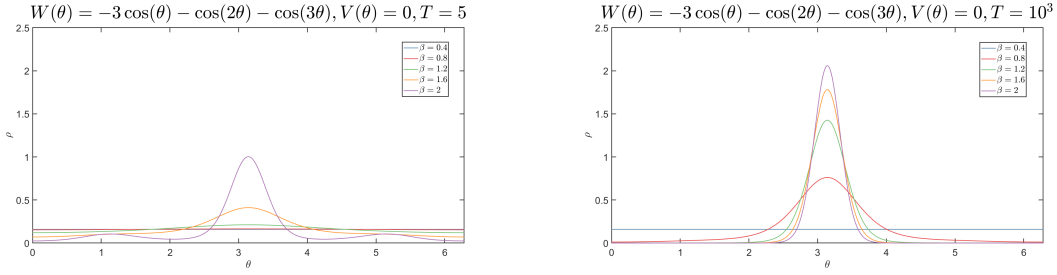 W(θ) = −3 cos(θ) − cos(2θ) − cos(3θ), V(θ) = 0, T = 5
2.5
2
1.5
1
0.5
0
ρ
0 1 2 3 4 5 6
θ
β = 0.4
β = 0.8
β = 1.2
β = 1.6
β = 2
W(θ) = −3 cos(θ) − cos(2θ) − cos(3θ), V(θ) = 0, T = 10³
2.5
2
1.5
1
0.5
0
ρ
0 1 2 3 4 5 6
θ
β = 0.4
β = 0.8
β = 1.2
β = 1.6
β = 2